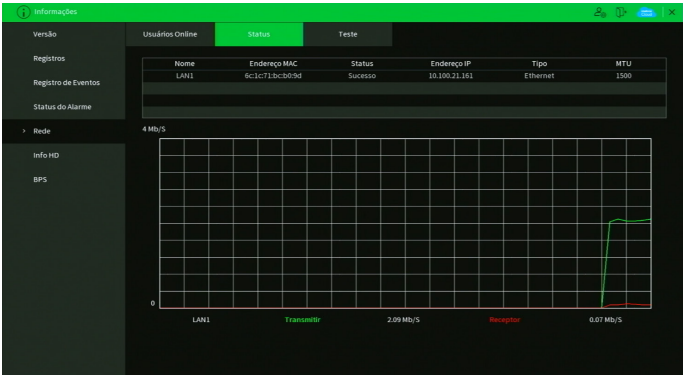 Informações
Versão
Registros
Registro de Eventos
Status do Alarme
> Rede
Info HD
BPS
Usuários Online Status Teste
Nome Endereço MAC Status Endereço IP Tipo MTU
LAN1 6c:1c:71:bc:b0:9d Sucesso 10.100.21.161 Ethernet 1500
4 Mb/S
0
LAN1 Transmitir 2.09 Mb/S Receptor 0.07 Mb/S